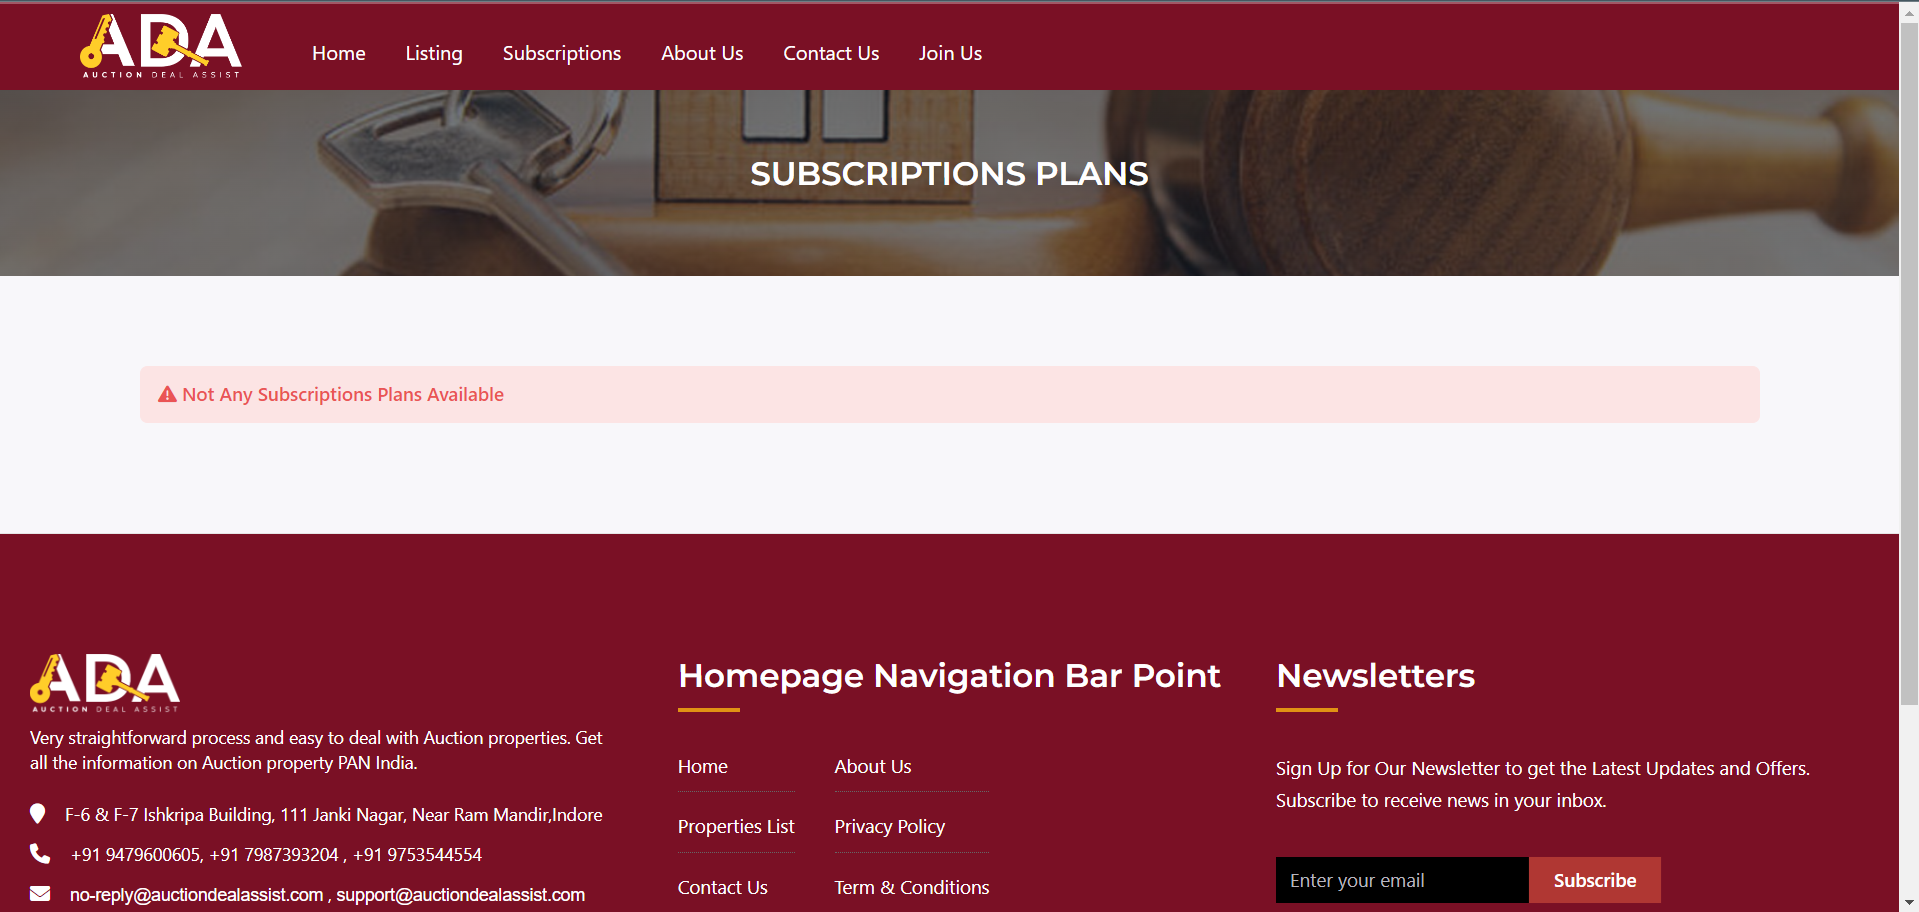 ADA
AUCTION DEAL ASSIST
Home Listing Subscriptions About Us Contact Us Join Us
SUBSCRIPTIONS PLANS
Not Any Subscriptions Plans Available
ADA
AUCTION DEAL ASSIST
Very straightforward process and easy to deal with Auction properties. Get
all the information on Auction property PAN India.
F-6 & F-7 Ishkripa Building, 111 Janki Nagar, Near Ram Mandir,Indore
+91 9479600605, +91 7987393204 , +91 9753544554
no-reply@auctiondealassist.com , support@auctiondealassist.com
Homepage Navigation Bar Point
Home
Properties List
Contact Us
About Us
Privacy Policy
Term & Conditions
Newsletters
Sign Up for Our Newsletter to get the Latest Updates and Offers.
Subscribe to receive news in your inbox.
Enter your email
Subscribe